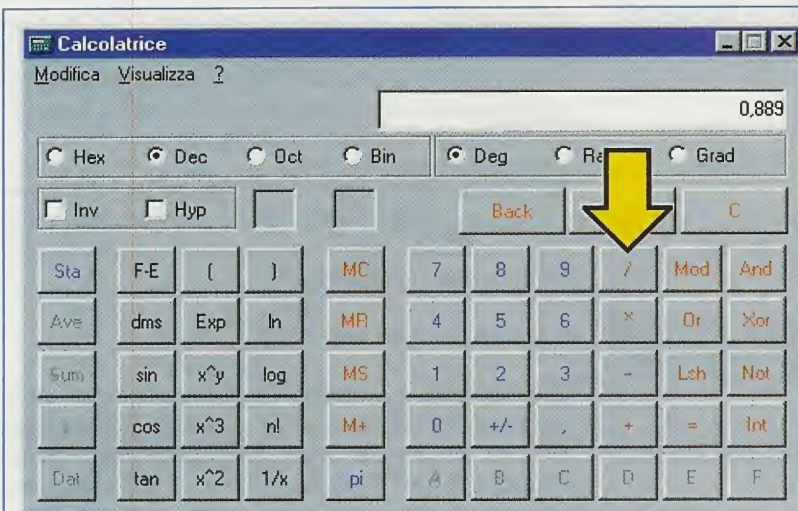 Calcolatrice
Modifica Visualizza ?
0,889
Hex Dec Oct Bin Deg Grad
Inv Hyp Back C
Sta F-E ( ) MC 7 8 9 / Mod And
Ave dms Exp ln MR 4 5 6 * Or Xor
Sum sin x^y log MS 1 2 3 - Lsh Not
s cos x^3 n! M+ 0 +/- , + = Int
Dat tan x^2 1/x pi A B C D E F